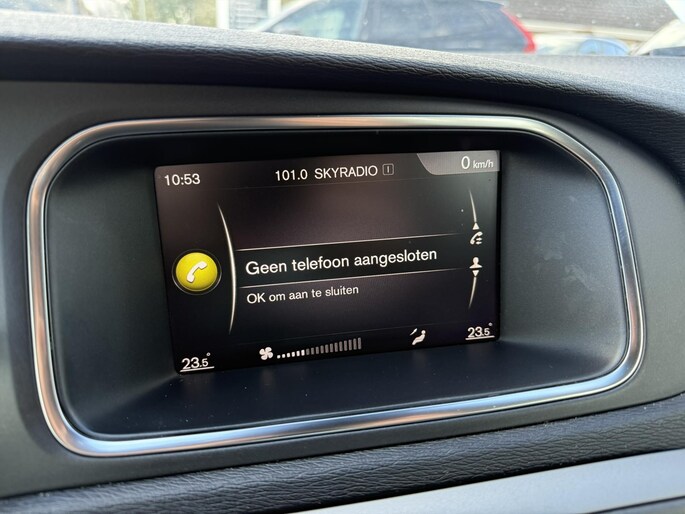 10:53
101.0 SKYRADIO I
0 km/h
Geen telefoon aangesloten
OK om aan te sluiten
23.5°
23.5°